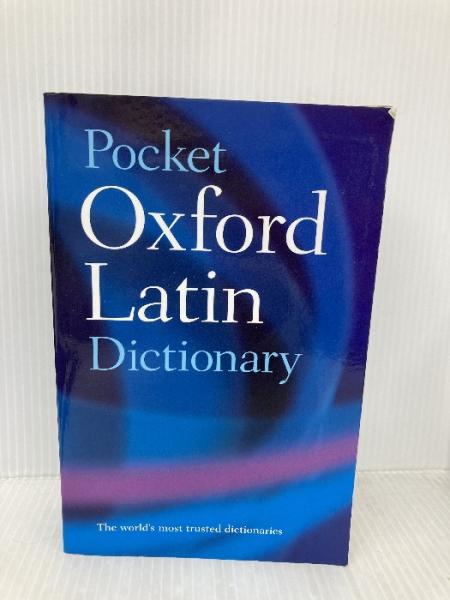 Pocket
Oxford
Latin
Dictionary
The world's most trusted dictionaries